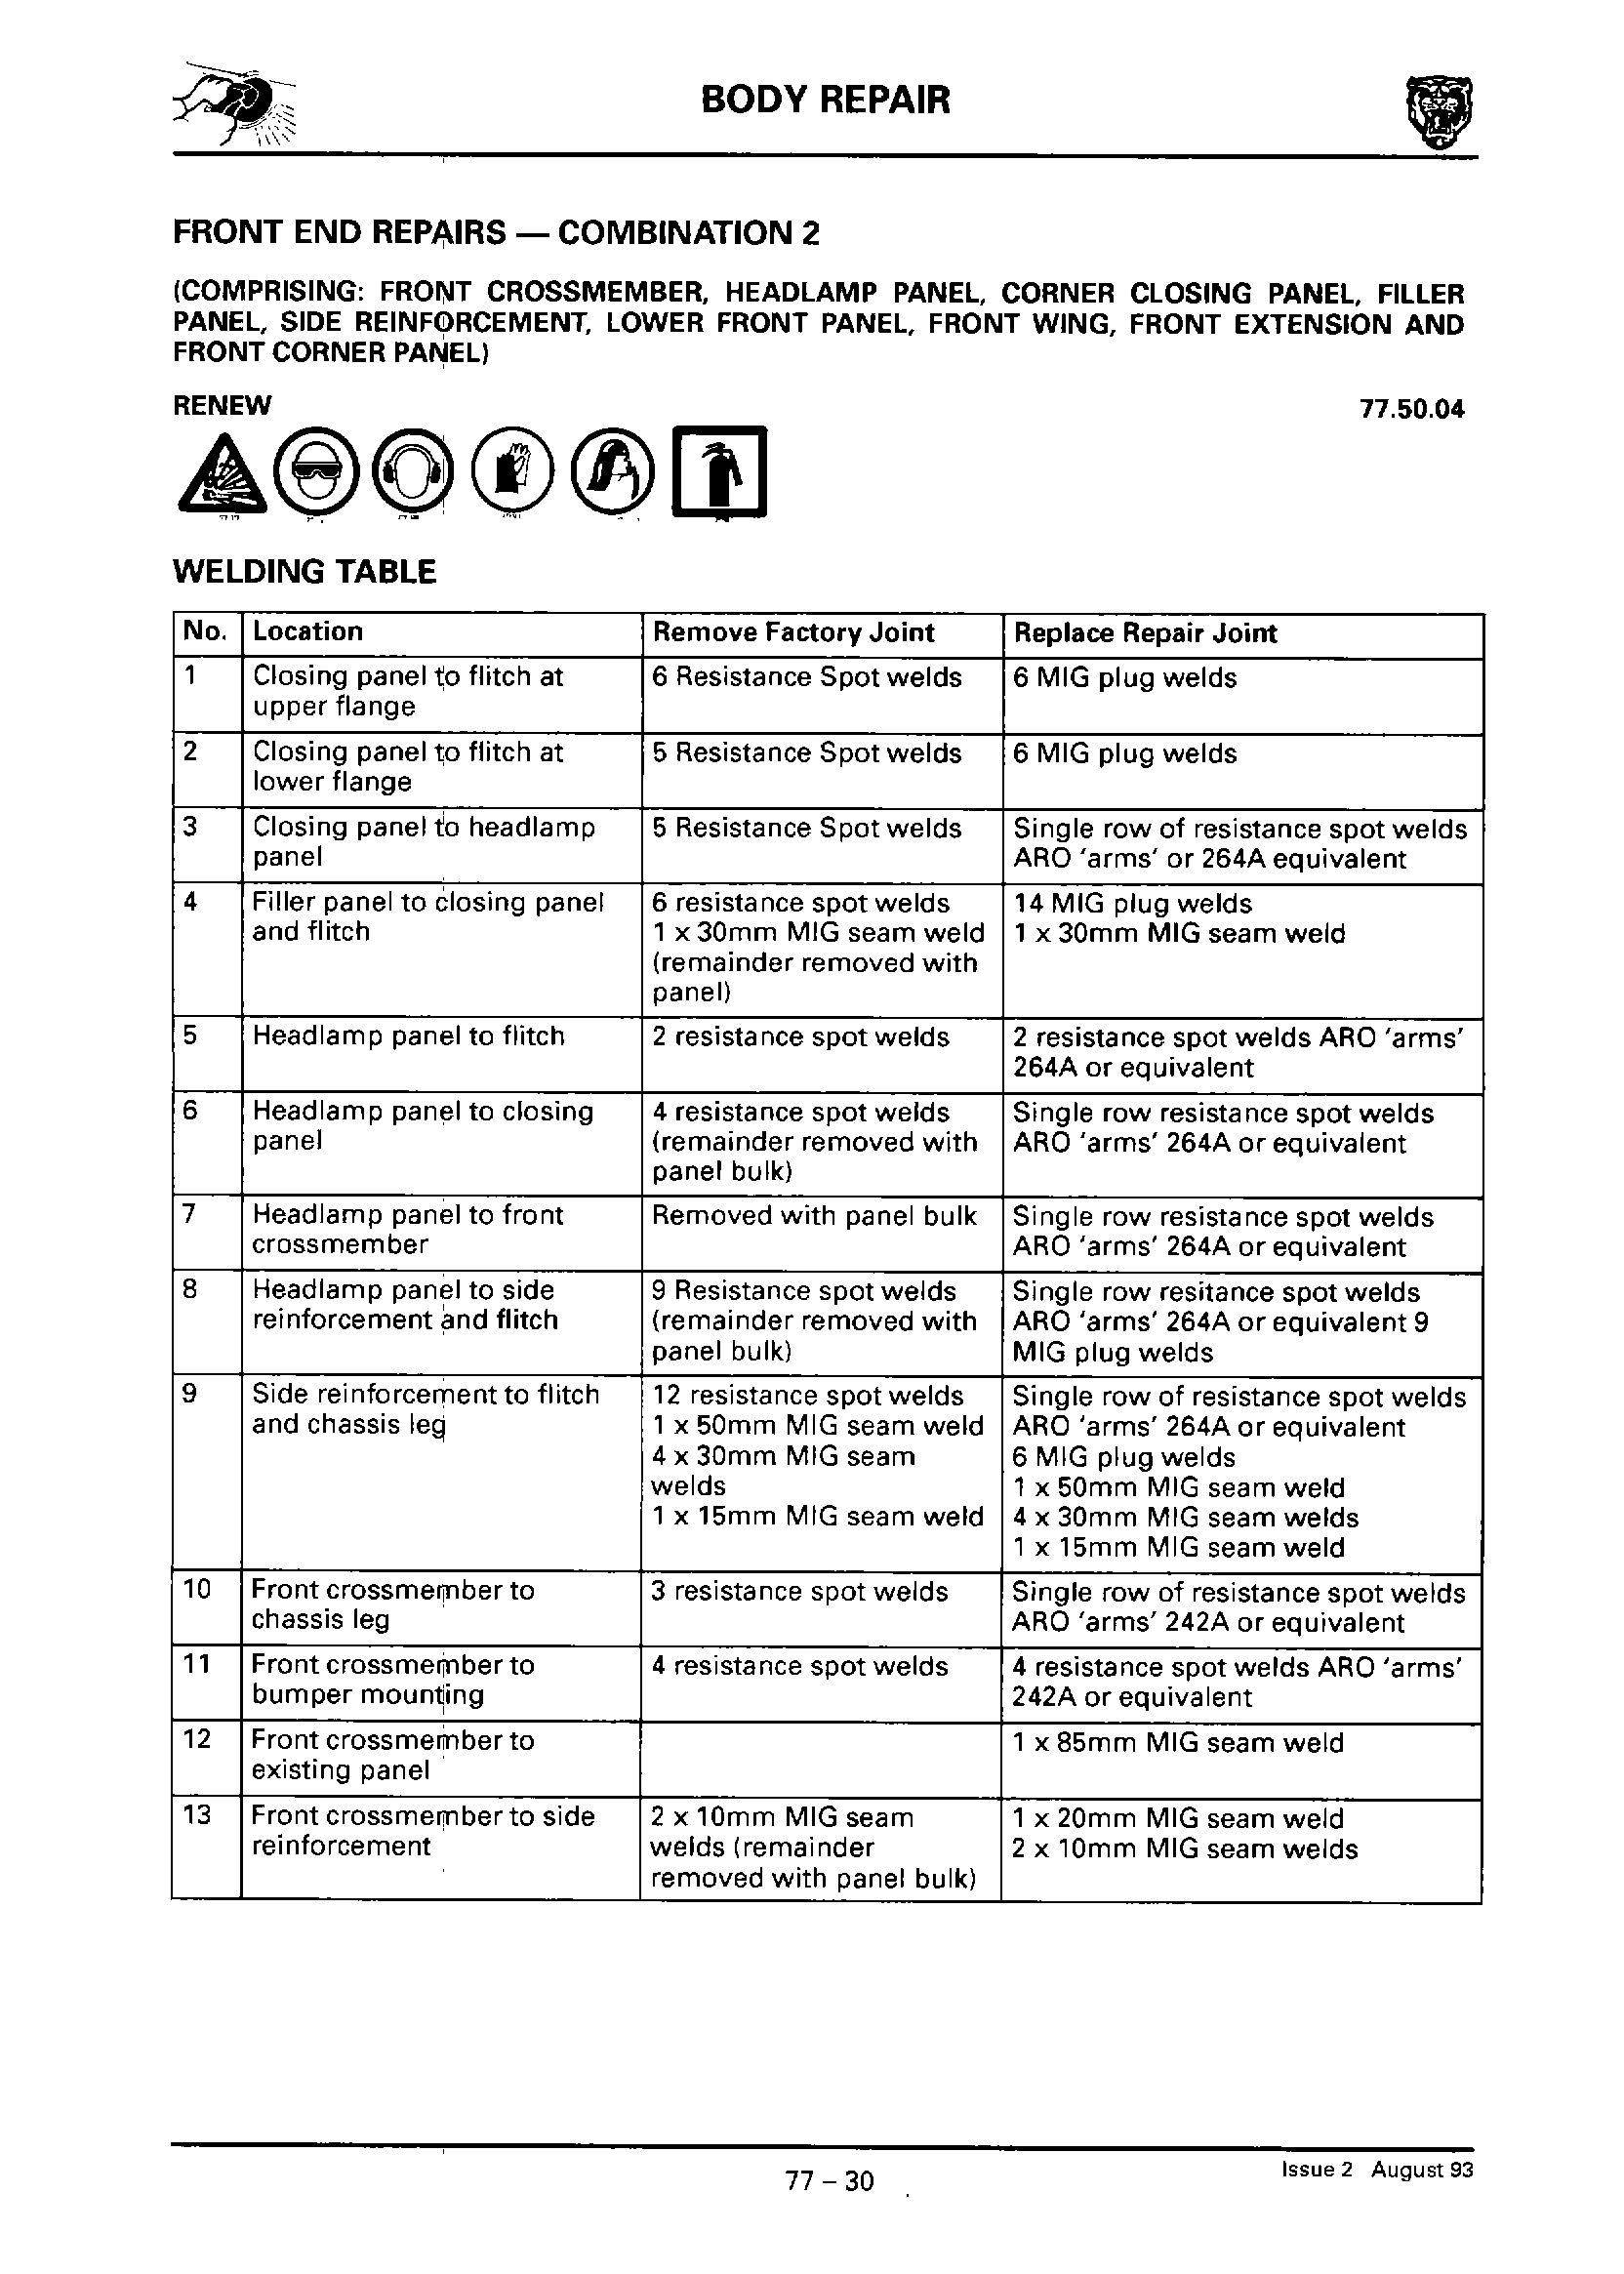 BODY REPAIR
FRONT END REPAIRS — COMBINATION 2
(COMPRISING: FRONT CROSSMEMBER, HEADLAMP PANEL, CORNER CLOSING PANEL, FILLER
PANEL, SIDE REINFORCEMENT, LOWER FRONT PANEL, FRONT WING, FRONT EXTENSION AND
FRONT CORNER PANEL)
RENEW 77.50.04
WELDING TABLE
No. Location Remove Factory Joint Replace Repair Joint
1 Closing panel to flitch at 6 Resistance Spot welds 6 MIG plug welds
upper flange
2 Closing panel to flitch at 5 Resistance Spot welds 6 MIG plug welds
lower flange
3 Closing panel to headlamp 5 Resistance Spot welds Single row of resistance spot welds
panel ARO 'arms' or 264A equivalent
4 Filler panel to closing panel 6 resistance spot welds 14 MIG plug welds
and flitch 1 x 30mm MIG seam weld 1 x 30mm MIG seam weld
(remainder removed with
panel)
5 Headlamp panel to flitch 2 resistance spot welds 2 resistance spot welds ARO 'arms'
264A or equivalent
6 Headlamp panel to closing 4 resistance spot welds Single row resistance spot welds
panel (remainder removed with ARO 'arms' 264A or equivalent
panel bulk)
7 Headlamp panel to front Removed with panel bulk Single row resistance spot welds
crossmember ARO 'arms' 264A or equivalent
8 Headlamp panel to side 9 Resistance spot welds Single row resitance spot welds
reinforcement and flitch (remainder removed with ARO 'arms' 264A or equivalent 9
panel bulk) MIG plug welds
9 Side reinforcement to flitch 12 resistance spot welds Single row of resistance spot welds
and chassis leg 1 x 50mm MIG seam weld ARO 'arms' 264A or equivalent
4 x 30mm MIG seam 6 MIG plug welds
welds 1 x 50mm MIG seam weld
1 x 15mm MIG seam weld 4 x 30mm MIG seam welds
1 x 15mm MIG seam weld
10 Front crossmember to 3 resistance spot welds Single row of resistance spot welds
chassis leg ARO 'arms' 242A or equivalent
11 Front crossmember to 4 resistance spot welds 4 resistance spot welds ARO 'arms'
bumper mounting 242A or equivalent
12 Front crossmember to 1 x 85mm MIG seam weld
existing panel
13 Front crossmember to side 2 x 10mm MIG seam 1 x 20mm MIG seam weld
reinforcement welds (remainder 2 x 10mm MIG seam welds
removed with panel bulk)
77 – 30
Issue 2 August 93